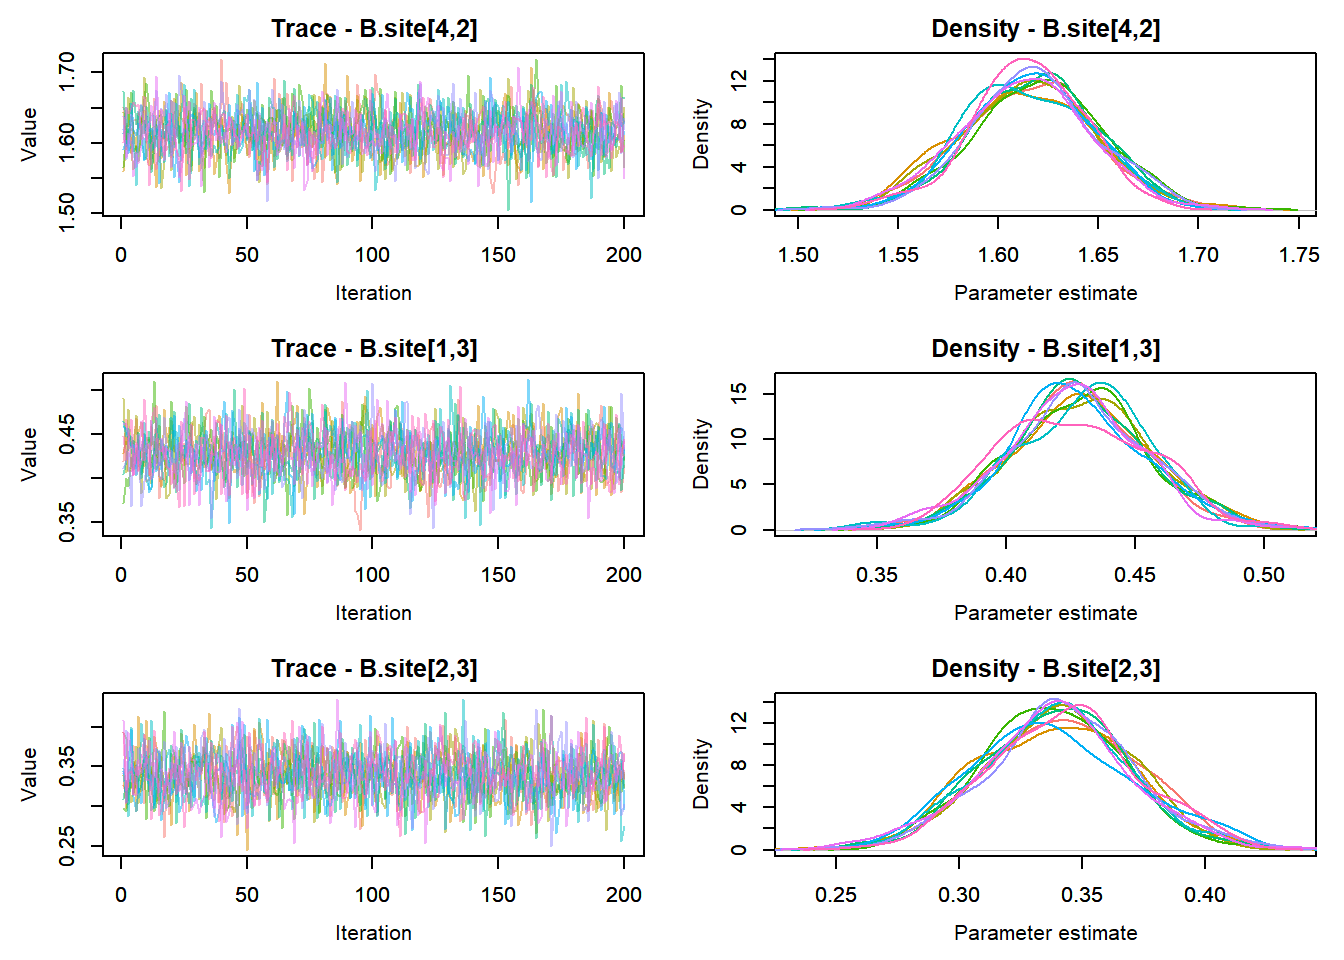 Trace - B.site[4,2]
Value
1.50 1.60 1.70
0 50 100 150 200
Iteration
Density - B.site[4,2]
Density
0 4 8 12
1.50 1.55 1.60 1.65 1.70 1.75
Parameter estimate
Trace - B.site[1,3]
Value
0.35 0.45
0 50 100 150 200
Iteration
Density - B.site[1,3]
Density
0 5 10 15
0.35 0.40 0.45 0.50
Parameter estimate
Trace - B.site[2,3]
Value
0.25 0.35
0 50 100 150 200
Iteration
Density - B.site[2,3]
Density
0 4 8 12
0.25 0.30 0.35 0.40
Parameter estimate